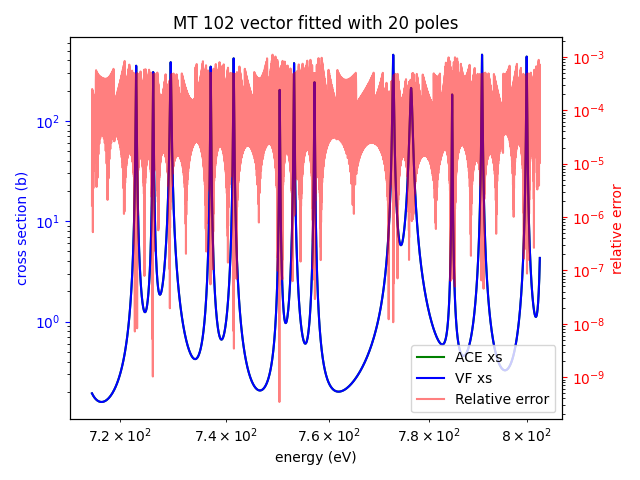 MT 102 vector fitted with 20 poles
10²
10¹
10⁰
cross section (b)
10⁻³
10⁻⁴
10⁻⁵
10⁻⁶
10⁻⁷
10⁻⁸
10⁻⁹
relative error
ACE xs
VF xs
Relative error
7.2 × 10² 7.4 × 10² 7.6 × 10² 7.8 × 10² 8 × 10²
energy (eV)